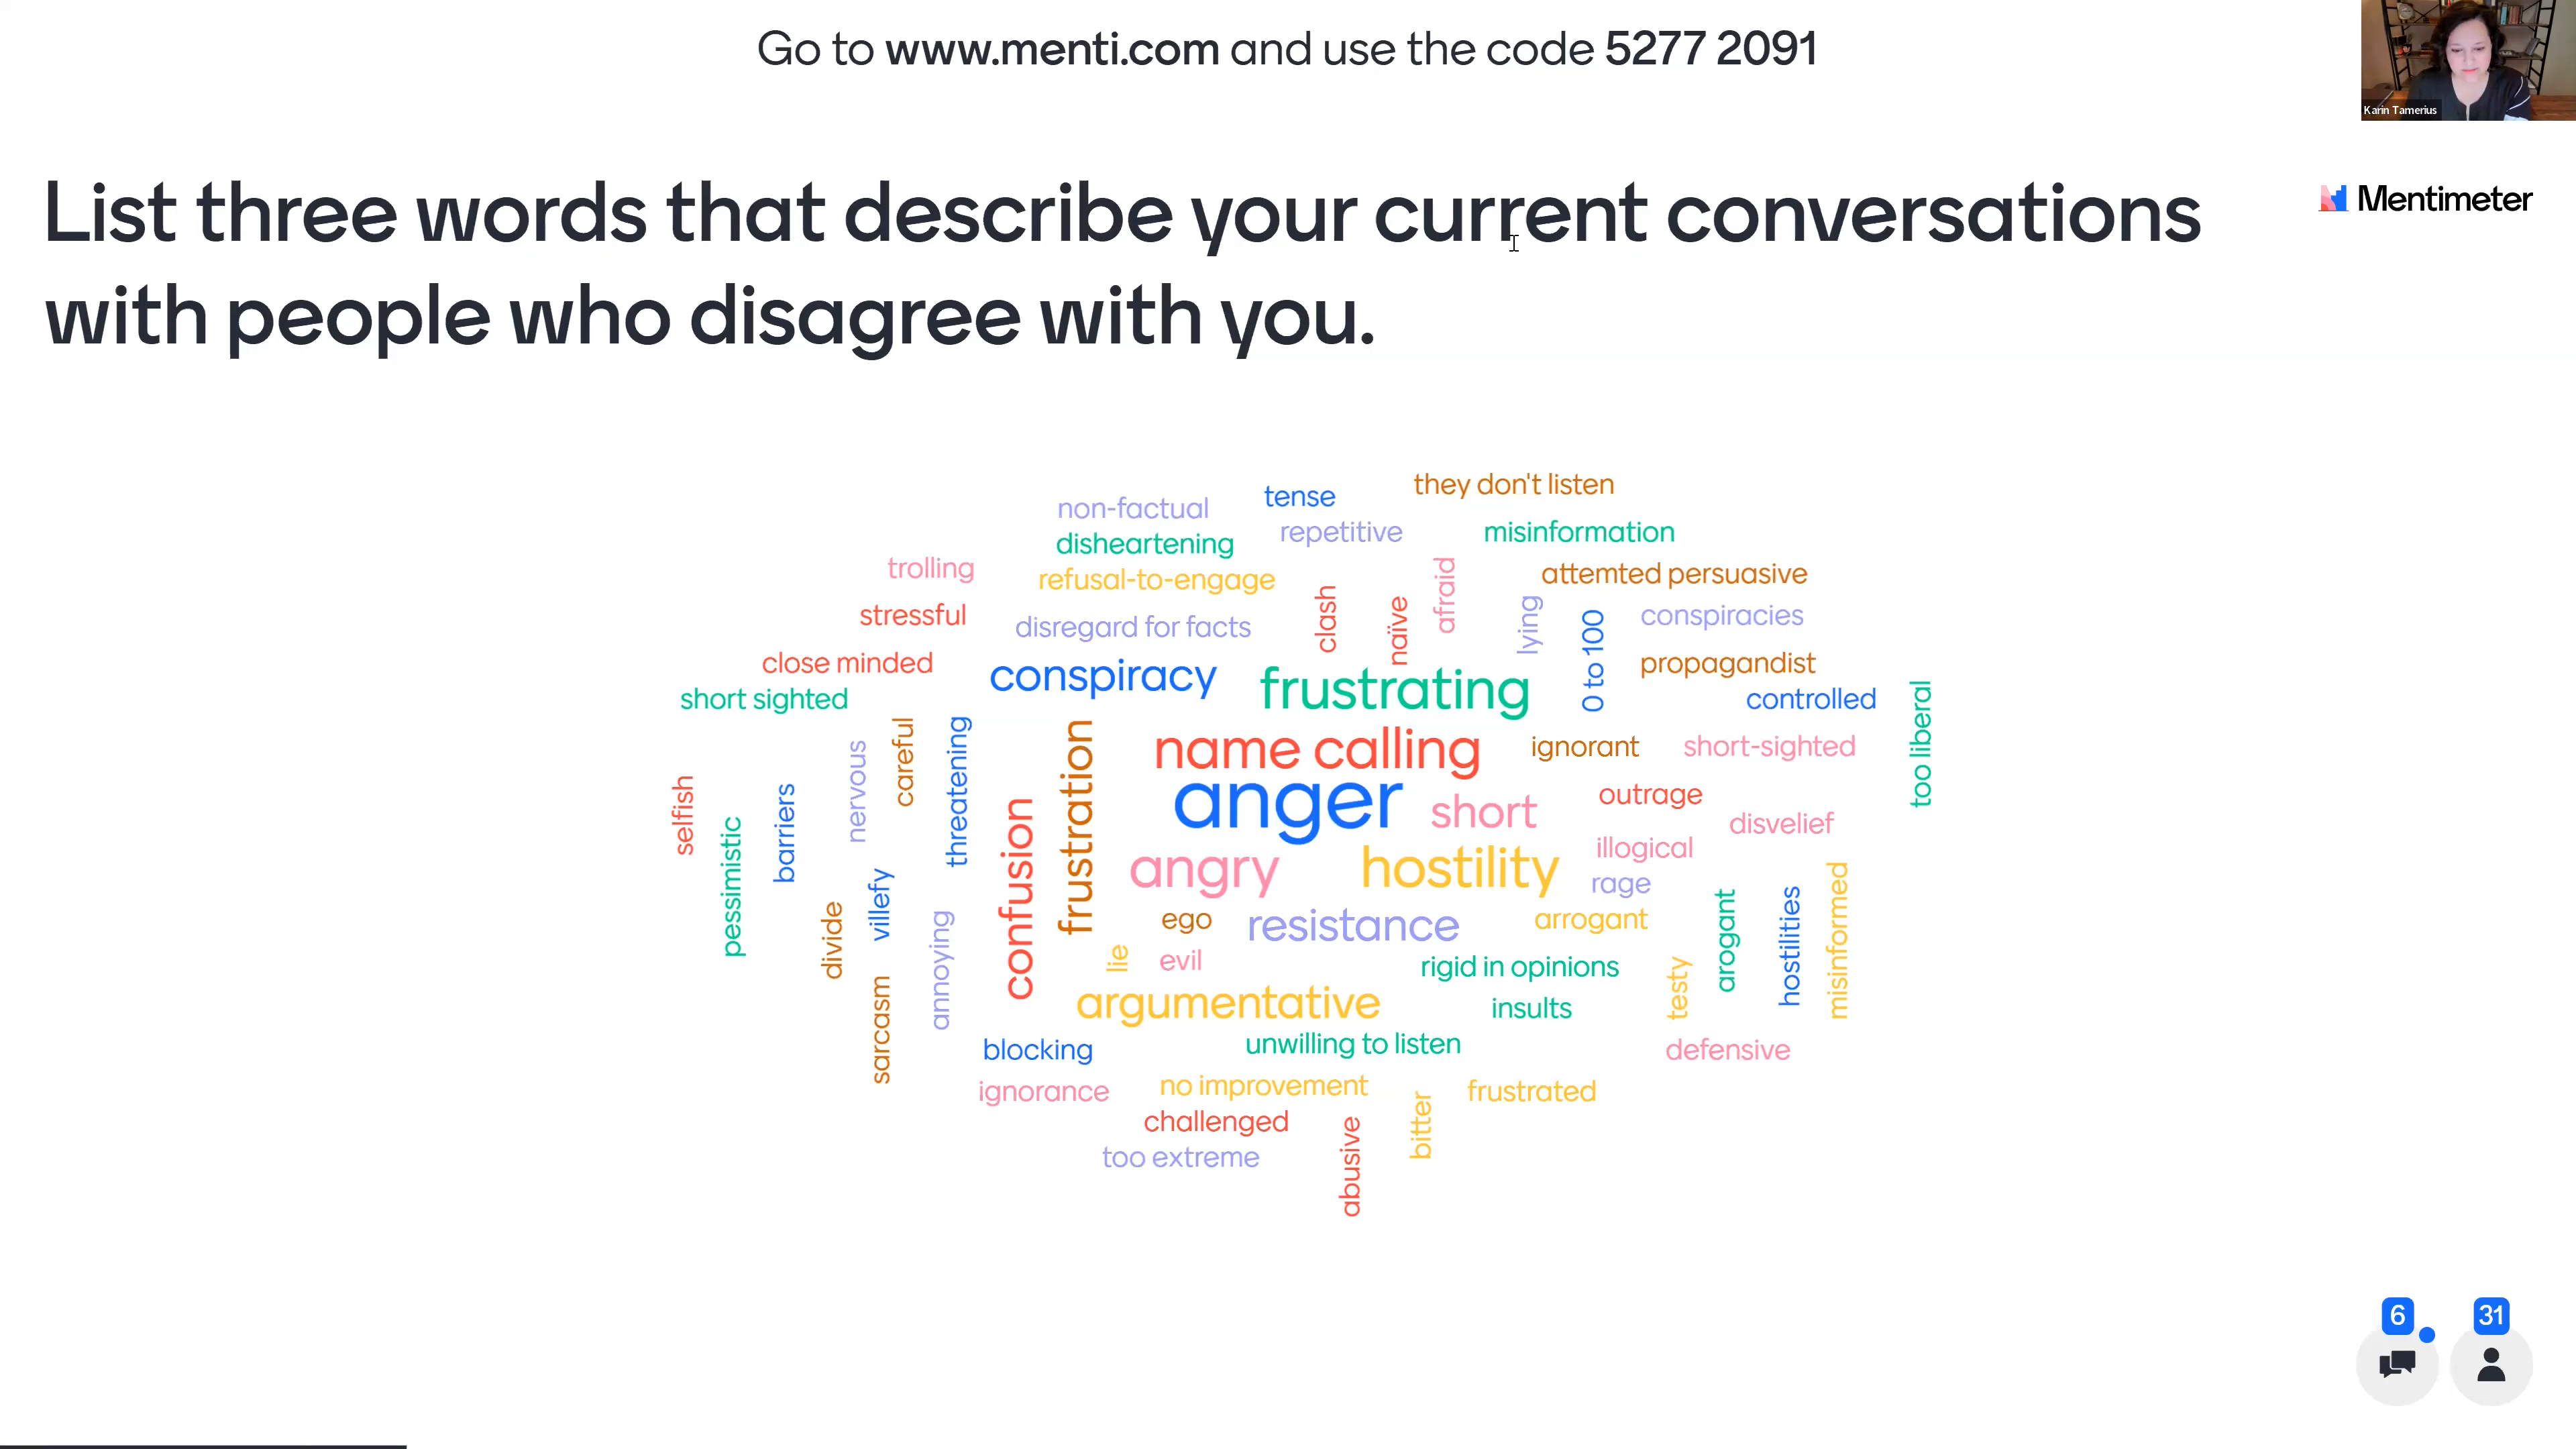 Go to www.menti.com and use the code 5277 2091
Karin Tamerius
Mentimeter
List three words that describe your current conversations
with people who disagree with you.
they don't listen
tense
non-factual
repetitive
misinformation
disheartening
trolling
refusal-to-engage
afraid
attemted persuasive
stressful
disregard for facts
clash
naïve
lying
0 to 100
conspiracies
close minded
conspiracy
frustrating
propagandist
short sighted
controlled
too liberal
careful
threatening
frustration
name calling
ignorant
short-sighted
nervous
selfish
barriers
pessimistic
confusion
anger
short
outrage
disvelief
illogical
angry
hostility
rage
villefy
divide
annoying
ego
resistance
arrogant
arogant
hostilities
misinformed
lie
evil
rigid in opinions
testy
sarcasm
argumentative
insults
blocking
unwilling to listen
defensive
ignorance
no improvement
frustrated
challenged
bitter
too extreme
abusive
6
31